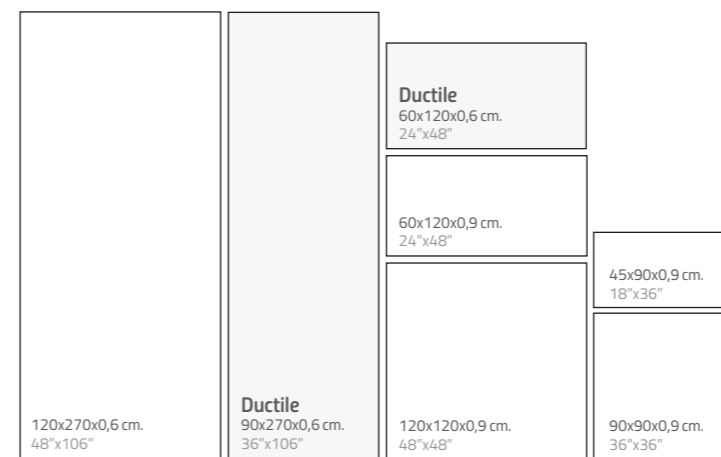 120x270x0,6 cm.
48”x106”
Ductile
90x270x0,6 cm.
36”x106”
Ductile
60x120x0,6 cm.
24”x48”
60x120x0,9 cm.
24”x48”
120x120x0,9 cm.
48”x48”
45x90x0,9 cm.
18”x36”
90x90x0,9 cm.
36”x36”